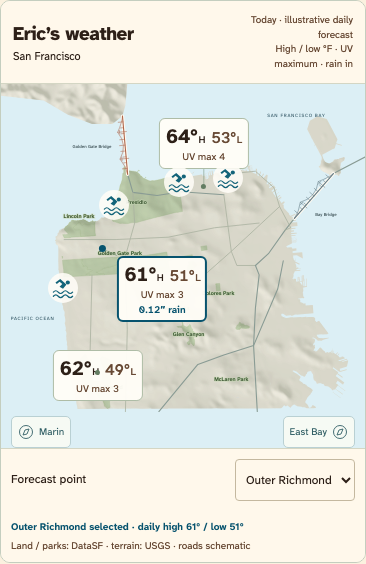 Eric's weather
San Francisco
Today · illustrative daily
forecast
High / low °F · UV
maximum · rain in
SAN FRANCISCO BAY
64°H 53°L
UV max 4
Golden Gate Bridge
Presidio
Lincoln Park
Bay Bridge
Golden Gate Park
61°H 51°L
UV max 3
0.12″ rain
Dolores Park
PACIFIC OCEAN
Glen Canyon
62°H 49°L
UV max 3
McLaren Park
Marin
East Bay
Forecast point
Outer Richmond
Outer Richmond selected · daily high 61° / low 51°
Land / parks: DataSF · terrain: USGS · roads schematic